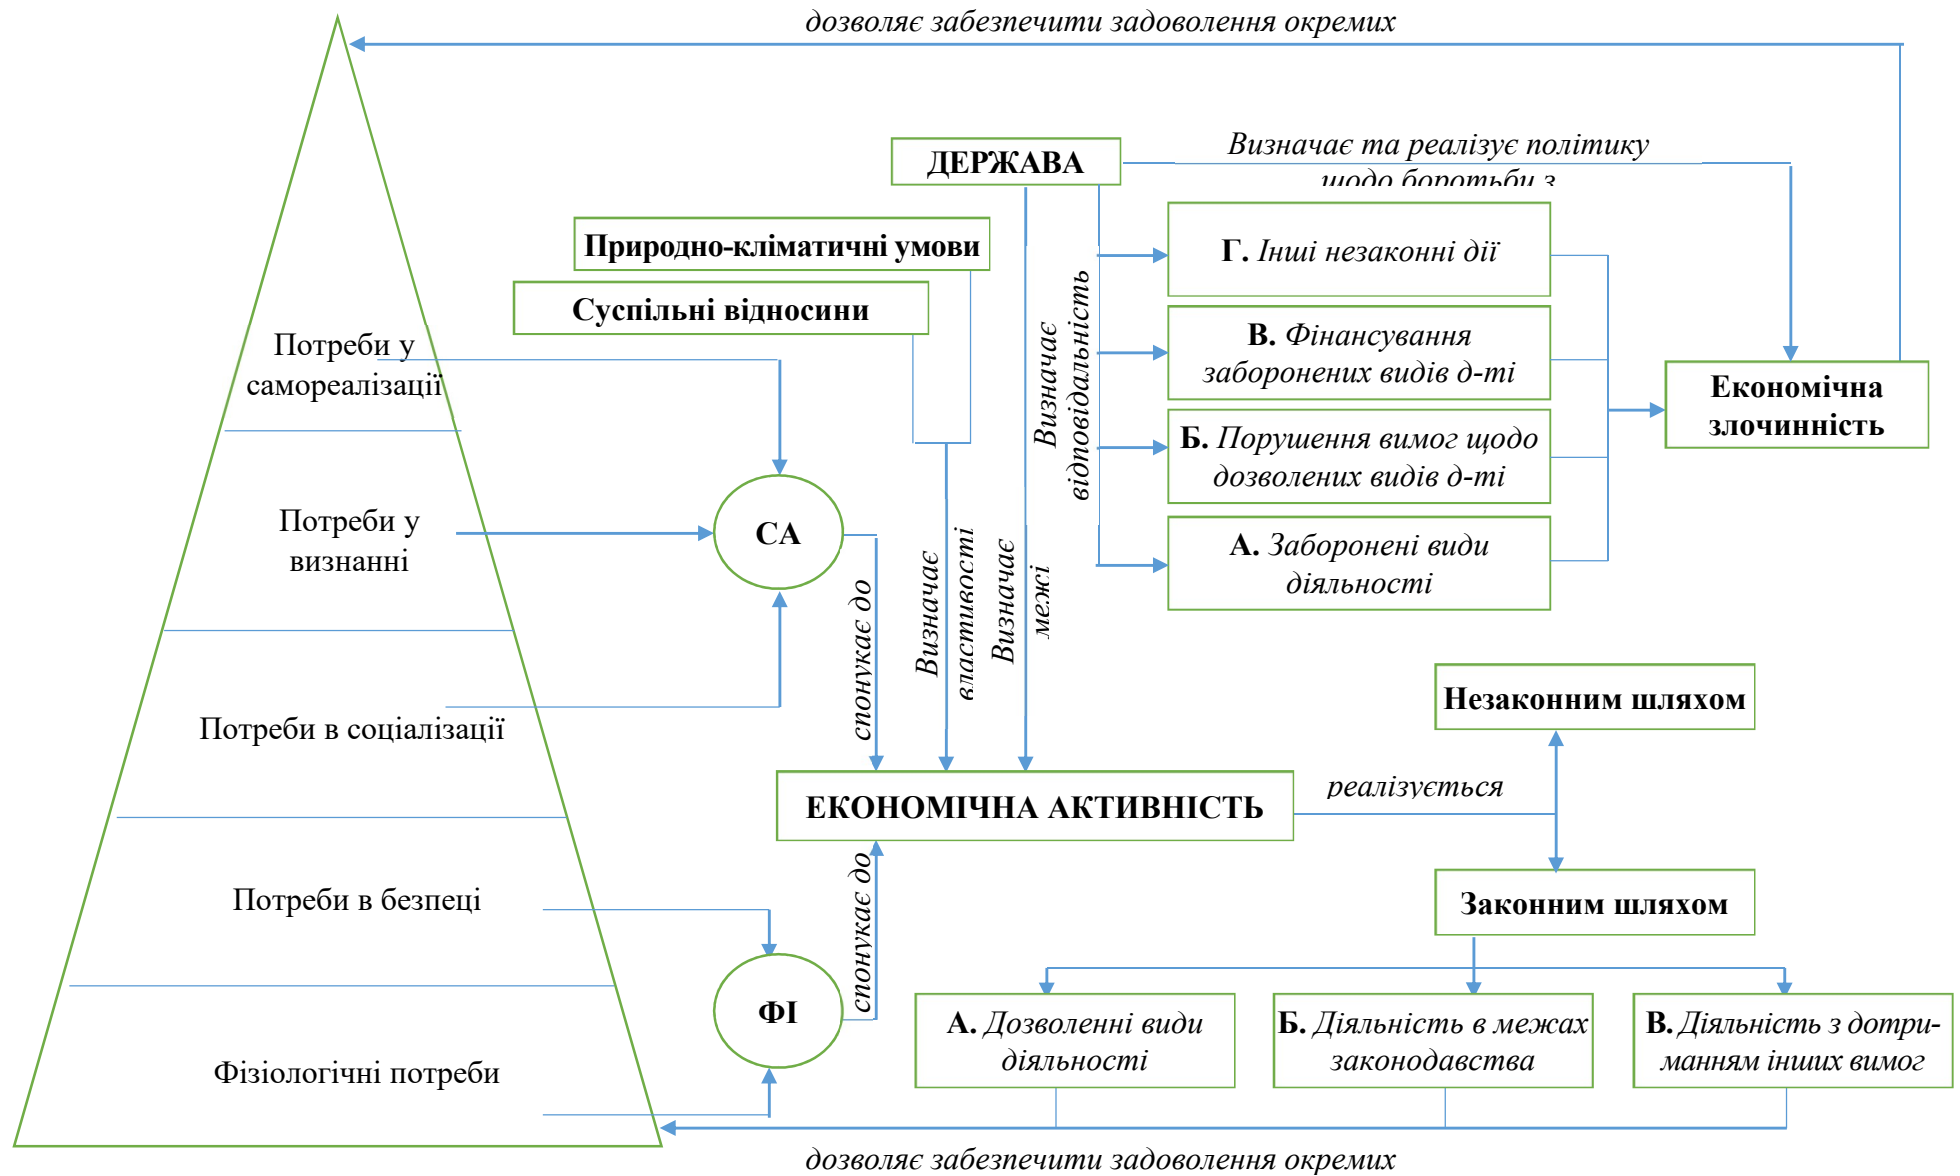 дозволяє забезпечити задоволення окремих
ДЕРЖАВА
Визначає та реалізує політику
щодо боротьби з
Природно-кліматичні умови
Суспільні відносини
Г. Інші незаконні дії
В. Фінансування
заборонених видів д-ті
Б. Порушення вимог щодо
дозволених видів д-ті
А. Заборонені види
діяльності
Економічна
злочинність
Визначає
відповідальність
Визначає
межі
Визначає
властивості
спонукає до
Потреби у
самореалізації
Потреби у
визнанні
Потреби в соціалізації
Потреби в безпеці
Фізіологічні потреби
СА
ФІ
ЕКОНОМІЧНА АКТИВНІСТЬ
реалізується
Незаконним шляхом
Законним шляхом
спонукає до
А. Дозволенні види
діяльності
Б. Діяльність в межах
законодавства
В. Діяльність з дотри-
манням інших вимог
дозволяє забезпечити задоволення окремих